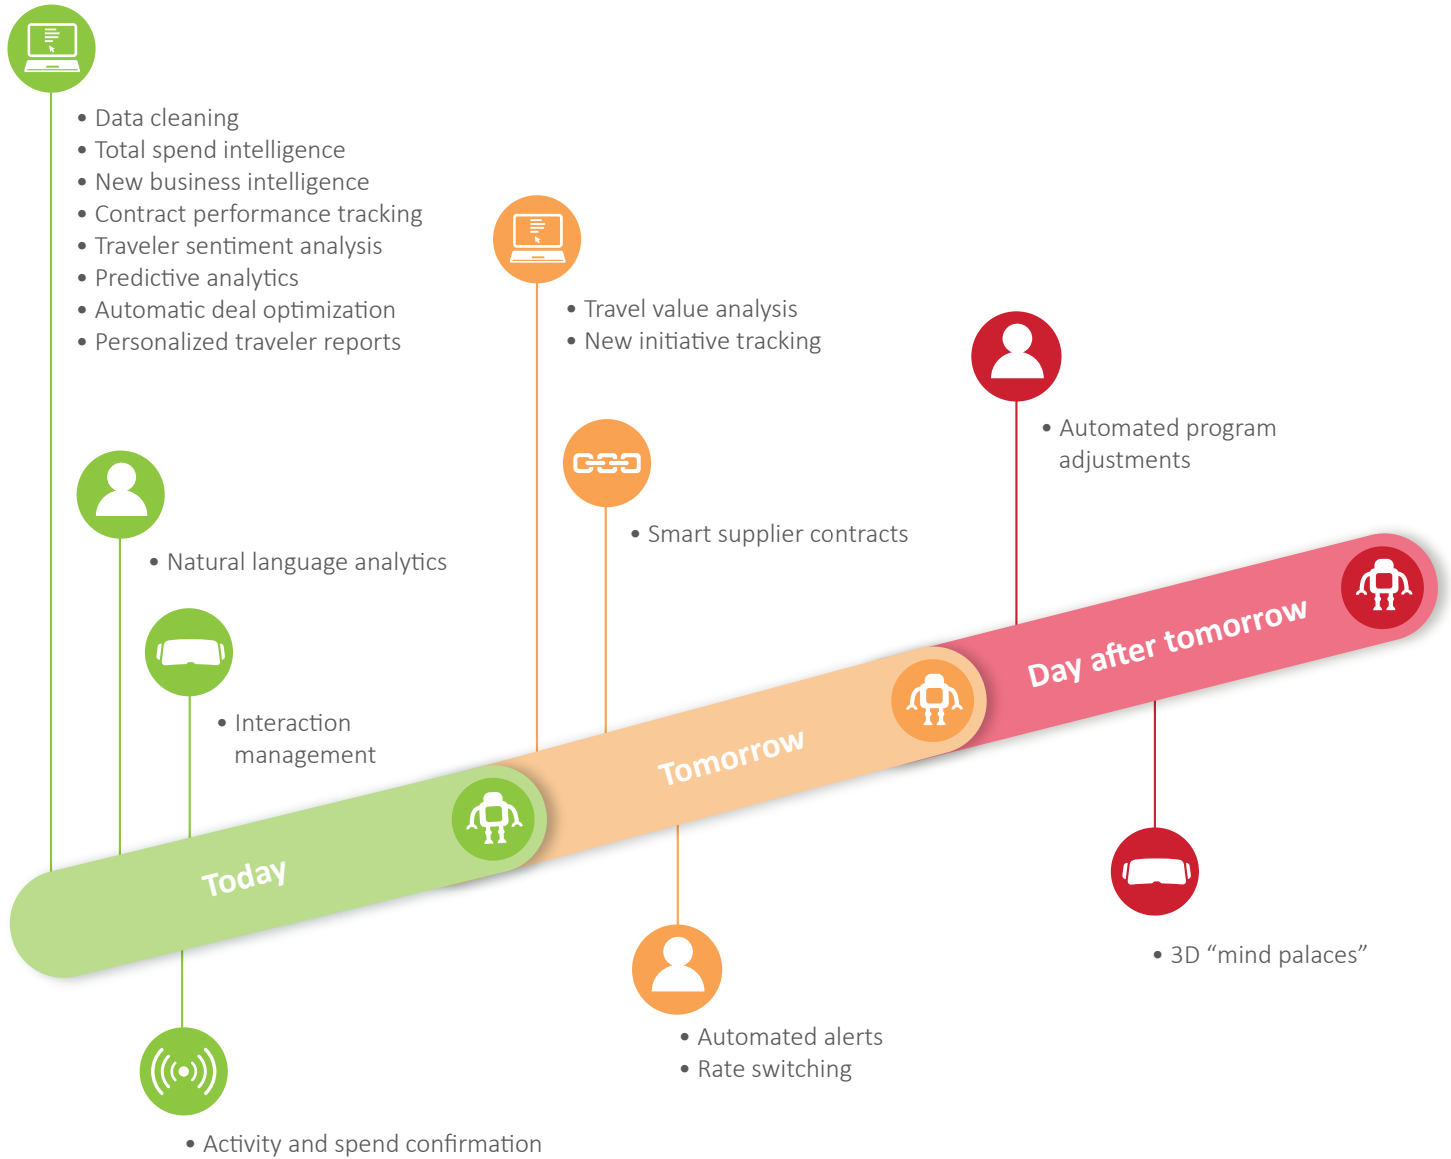 • Data cleaning
• Total spend intelligence
• New business intelligence
• Contract performance tracking
• Traveler sentiment analysis
• Predictive analytics
• Automatic deal optimization
• Personalized traveler reports
• Travel value analysis
• New initiative tracking
• Automated program
adjustments
• Smart supplier contracts
• Natural language analytics
• Interaction
management
Today
Tomorrow
Day after tomorrow
• 3D “mind palaces”
• Automated alerts
• Rate switching
• Activity and spend confirmation